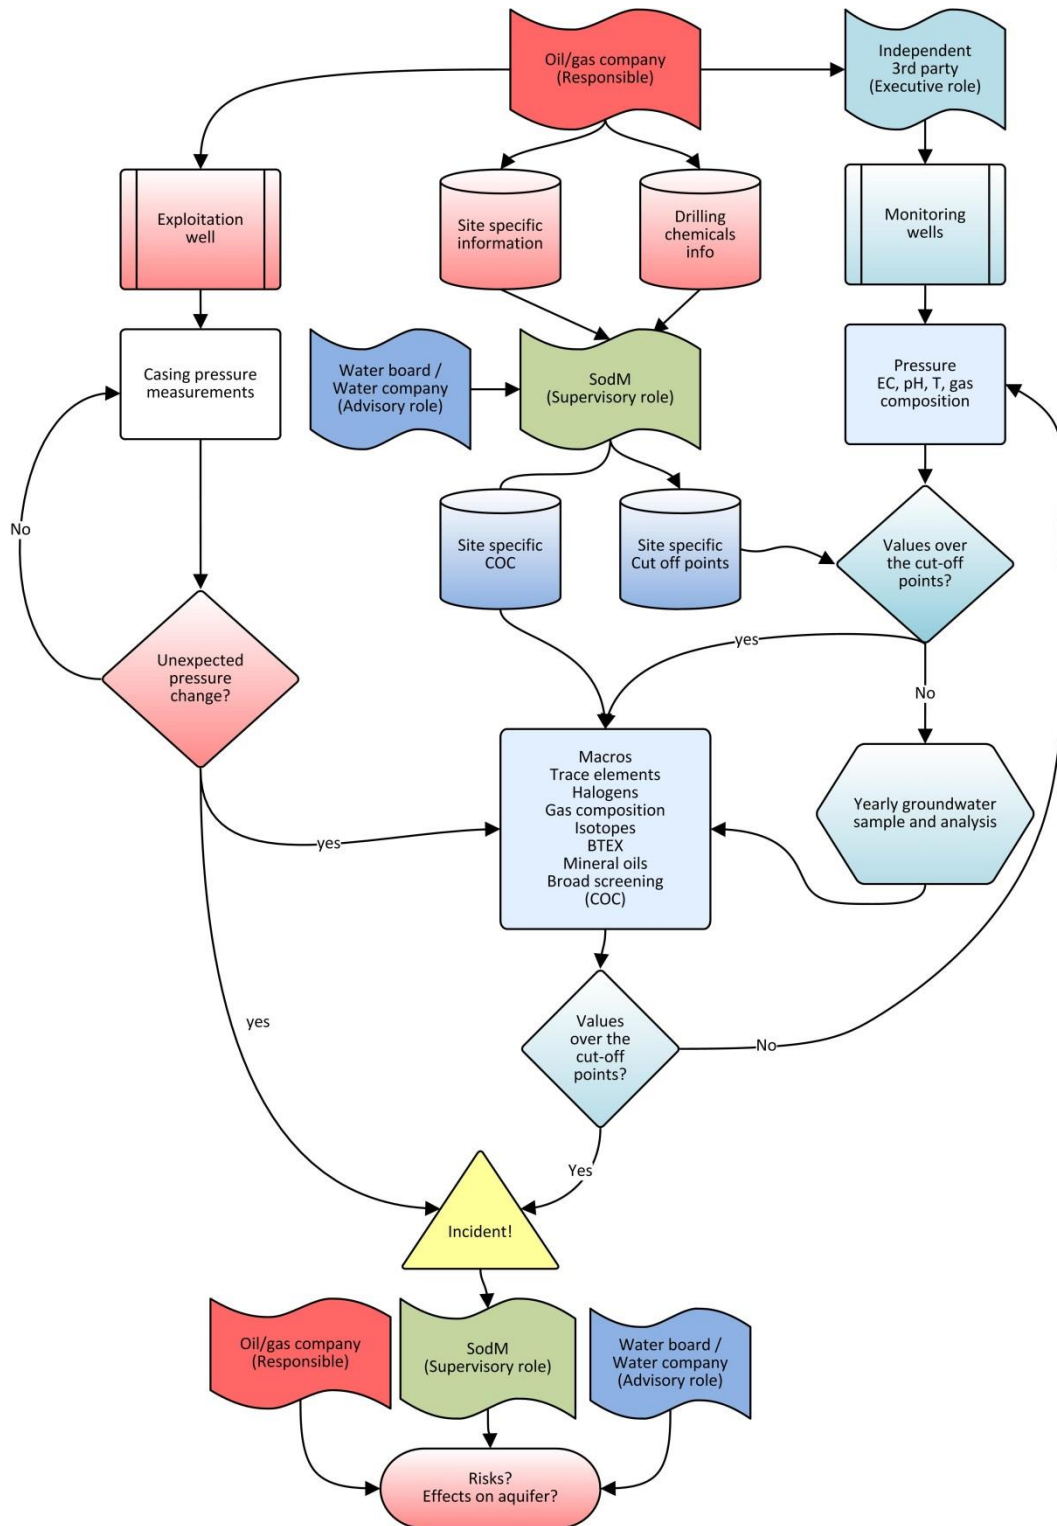 Oil/gas company
(Responsible)
Independent
3rd party
(Executive role)
Exploitation
well
Site specific
information
Drilling
chemicals
info
Monitoring
wells
Casing pressure
measurements
Water board /
Water company
(Advisory role)
SodM
(Supervisory role)
Pressure
EC, pH, T, gas
composition
No
Site specific
COC
Site specific
Cut off points
Values over
the cut-off
points?
Unexpected
pressure
change?
yes
No
Macros
Trace elements
Halogens
Gas composition
Isotopes
BTEX
Mineral oils
Broad screening
(COC)
Yearly groundwater
sample and analysis
yes
yes
Values
over the
cut-off
points?
No
Yes
Incident!
Oil/gas company
(Responsible)
SodM
(Supervisory role)
Water board /
Water company
(Advisory role)
Risks?
Effects on aquifer?